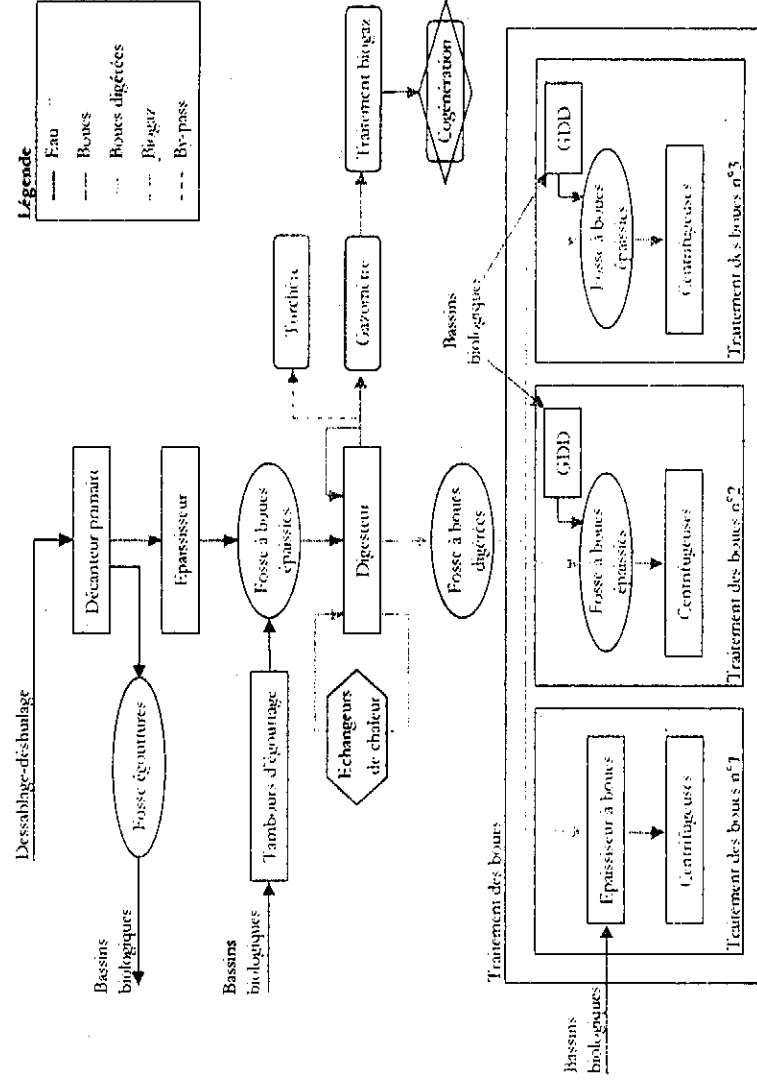 Légende
Eau
Boues
Boues digérées
Biogaz
By-pass
Dessablage-déshuilage
Décanteur primaire
Fosse égouttures
Bassins
biologiques
Epaississeur
Bassins
biologiques
Tambours d'égouttage
Fosse à boues
épaissies
Torchère
Echangeurs
de chaleur
Digesteur
Gazomètre
Traitement biogaz
Cogénération
Fosse à boues
digérées
Traitement des boues
Bassins
biologiques
Bassins
biologiques
Epaississeur à boues
Centrifugeuses
Traitement des boues n°1
GDD
Fosse à boues
épaissies
Centrifugeuses
Traitement des boues n°2
GDD
Fosse à boues
épaissies
Centrifugeuses
Traitement des boues n°3